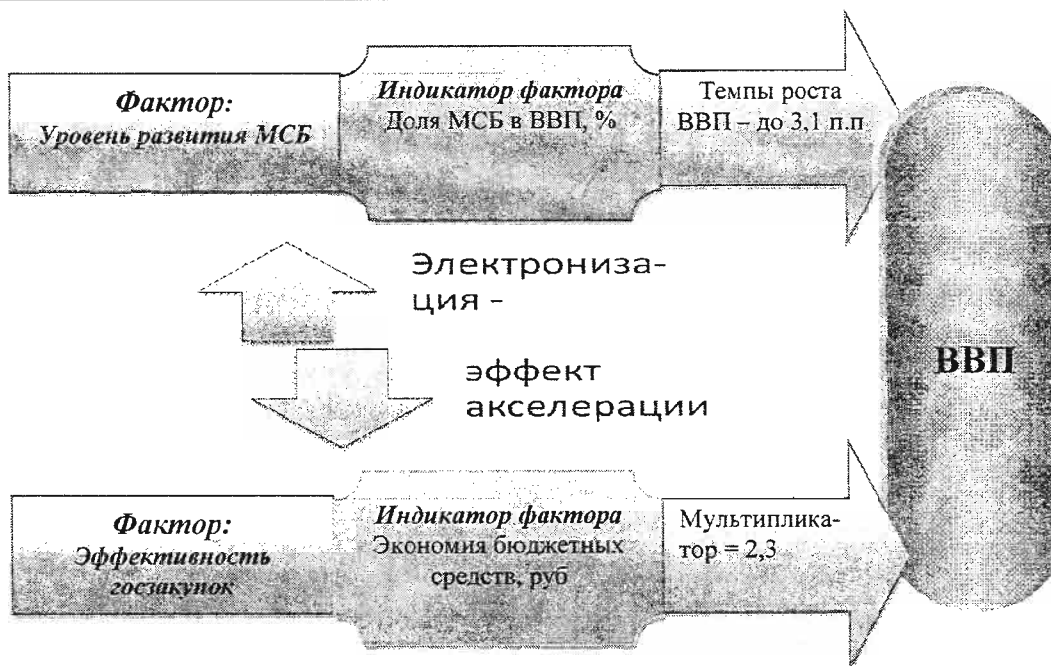 Фактор:
Уровень развития МСБ
Индикатор фактора
Доля МСБ в ВВП, %
Темпы роста
ВВП – до 3,1 п.п
Электрониза-
ция -
эффект
акселерации
ВВП
Фактор:
Эффективность
госзакупок
Индикатор фактора
Экономия бюджетных
средств, руб
Мультиплика-
тор = 2,3